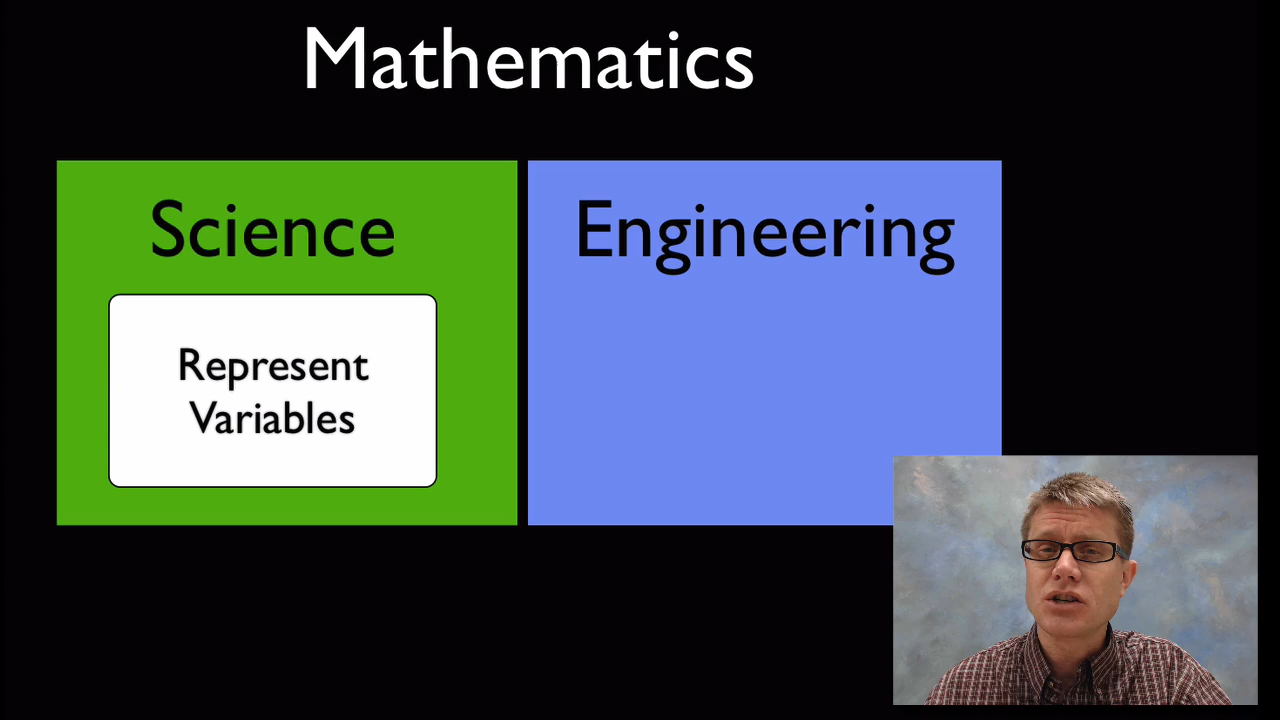 Mathematics
Science
Engineering
Represent
Variables